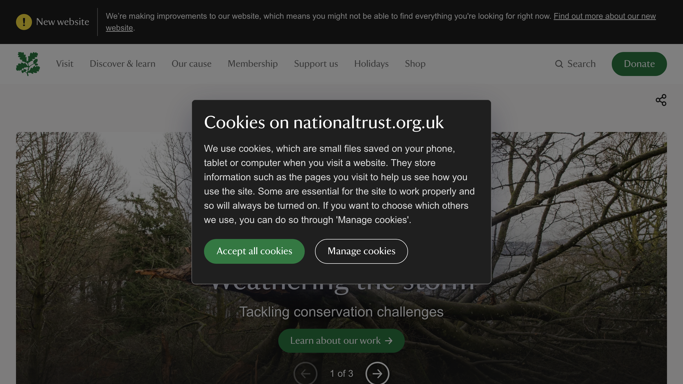 New website
We're making improvements to our website, which means you might not be able to find everything you're looking for right now. Find out more about our new
website.
Visit
Discover & learn
Our cause
Membership
Support us
Holidays
Shop
Search
Donate
Cookies on nationaltrust.org.uk
We use cookies, which are small files saved on your phone,
tablet or computer when you visit a website. They store
information such as the pages you visit to help us see how you
use the site. Some are essential for the site to work properly and
so will always be turned on. If you want to choose which others
we use, you can do so through 'Manage cookies'.
Accept all cookies
Manage cookies
Weathering the storm
Tackling conservation challenges
Learn about our work
1 of 3